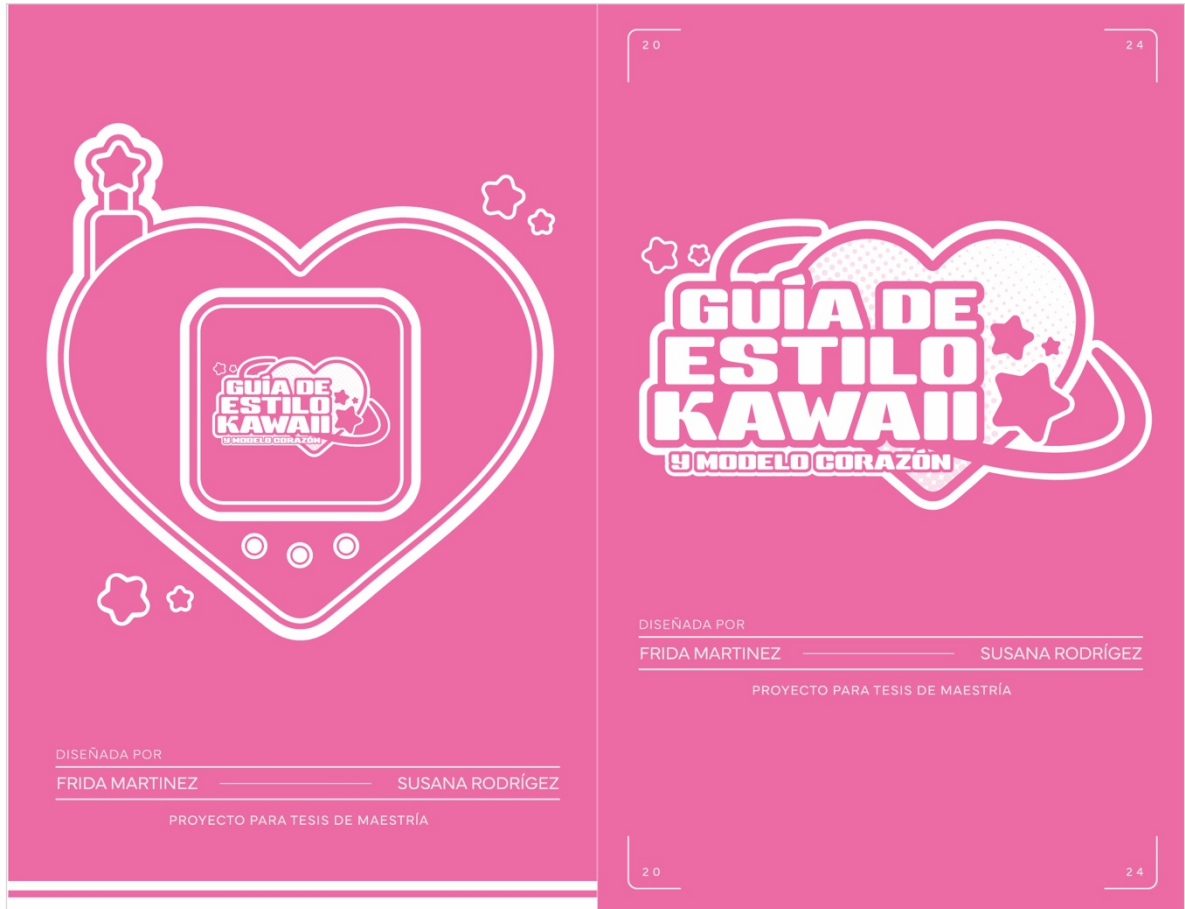 GUÍA DE
ESTILO
KAWAII
Y MODELO CORAZÓN
DISEÑADA POR
FRIDA MARTINEZ SUSANA RODRÍGEZ
PROYECTO PARA TESIS DE MAESTRÍA
20 24
GUÍA DE
ESTILO
KAWAII
Y MODELO CORAZÓN
DISEÑADA POR
FRIDA MARTINEZ SUSANA RODRÍGEZ
PROYECTO PARA TESIS DE MAESTRÍA
20 24